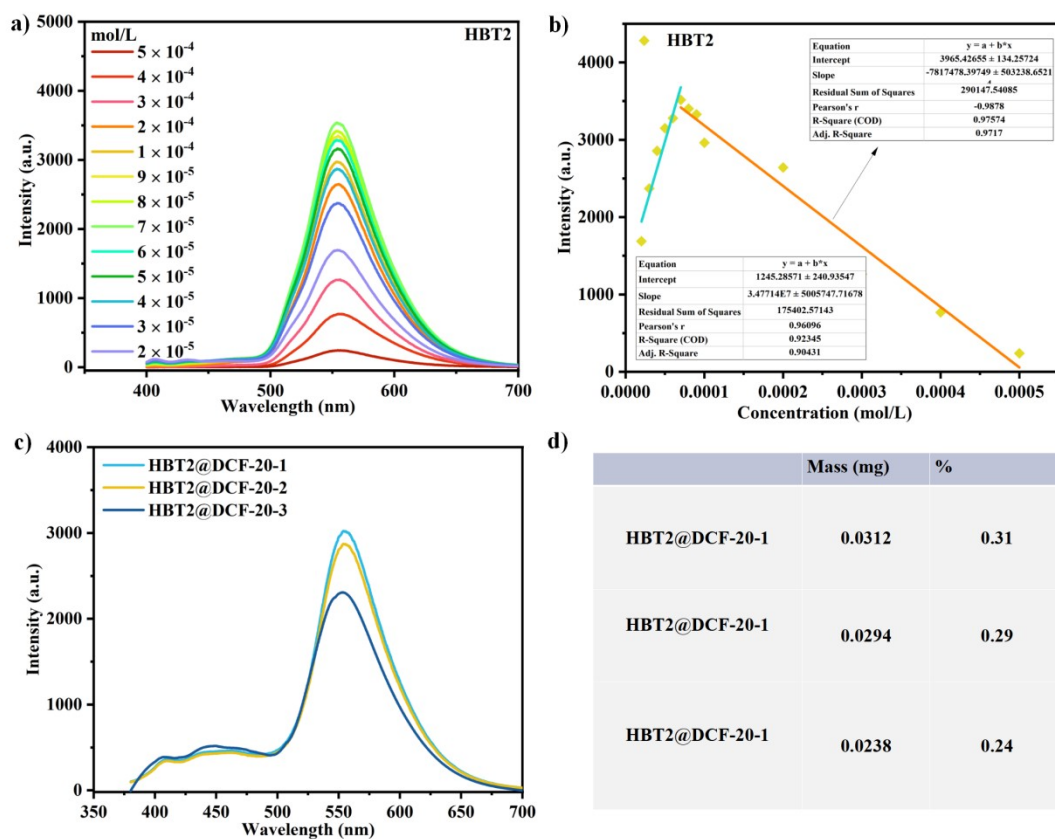 a)
mol/L
HBT2
5 × 10⁻⁴
4 × 10⁻⁴
3 × 10⁻⁴
2 × 10⁻⁴
1 × 10⁻⁴
9 × 10⁻⁵
8 × 10⁻⁵
7 × 10⁻⁵
6 × 10⁻⁵
5 × 10⁻⁵
4 × 10⁻⁵
3 × 10⁻⁵
2 × 10⁻⁵
5000
4000
3000
2000
1000
0
Intensity (a.u.)
400
500
600
700
Wavelength (nm)
b)
HBT2
Equation y = a + b*x
Intercept 3965.42655 ± 134.25724
Slope -7817478.39749 ± 503238.6521
Residual Sum of Squares 290147.54085
Pearson's r -0.9878
R-Square (COD) 0.97574
Adj. R-Square 0.9717
Equation y = a + b*x
Intercept 1245.28571 ± 240.93547
Slope 3.47714E7 ± 5005747.71678
Residual Sum of Squares 175402.57143
Pearson's r 0.96096
R-Square (COD) 0.92345
Adj. R-Square 0.90431
4000
3000
2000
1000
0
Intensity (a.u.)
0.0000
0.0001
0.0002
0.0003
0.0004
0.0005
Concentration (mol/L)
c)
HBT2@DCF-20-1
HBT2@DCF-20-2
HBT2@DCF-20-3
4000
3000
2000
1000
0
Intensity (a.u.)
350
400
450
500
550
600
650
700
Wavelength (nm)
d)
Mass (mg) %
HBT2@DCF-20-1 0.0312 0.31
HBT2@DCF-20-1 0.0294 0.29
HBT2@DCF-20-1 0.0238 0.24